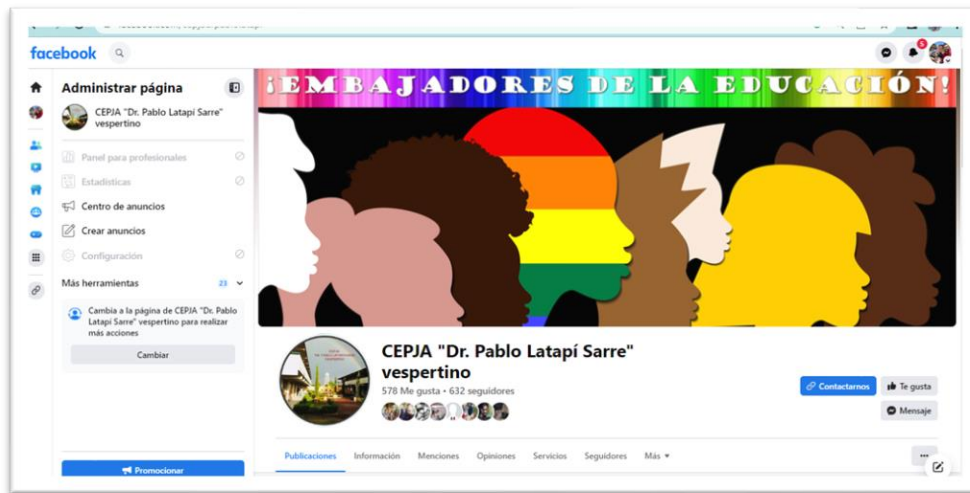 facebook
5
Administrar página
CEPJA "Dr. Pablo Latapí Sarre"
vespertino
Panel para profesionales
Estadísticas
Centro de anuncios
Crear anuncios
Configuración
Más herramientas 23
Cambia a la página de CEPJA "Dr. Pablo
Latapí Sarre" vespertino para realizar
más acciones
Cambiar
Promocionar
¡EMBAJADORES DE LA EDUCACIÓN!
CEPJA "Dr. Pablo Latapí Sarre"
vespertino
578 Me gusta • 632 seguidores
Contactarnos
Te gusta
Mensaje
Publicaciones Información Menciones Opiniones Servicios Seguidores Más